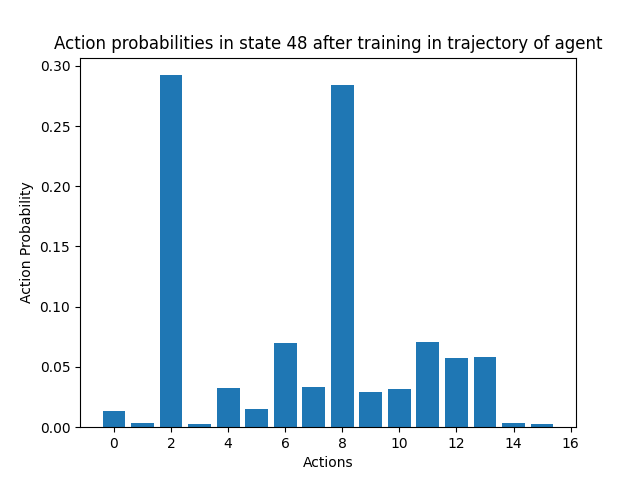 Action probabilities in state 48 after training in trajectory of agent
0.30
0.25
0.20
0.15
0.10
0.05
0.00
Action Probability
0 2 4 6 8 10 12 14 16
Actions